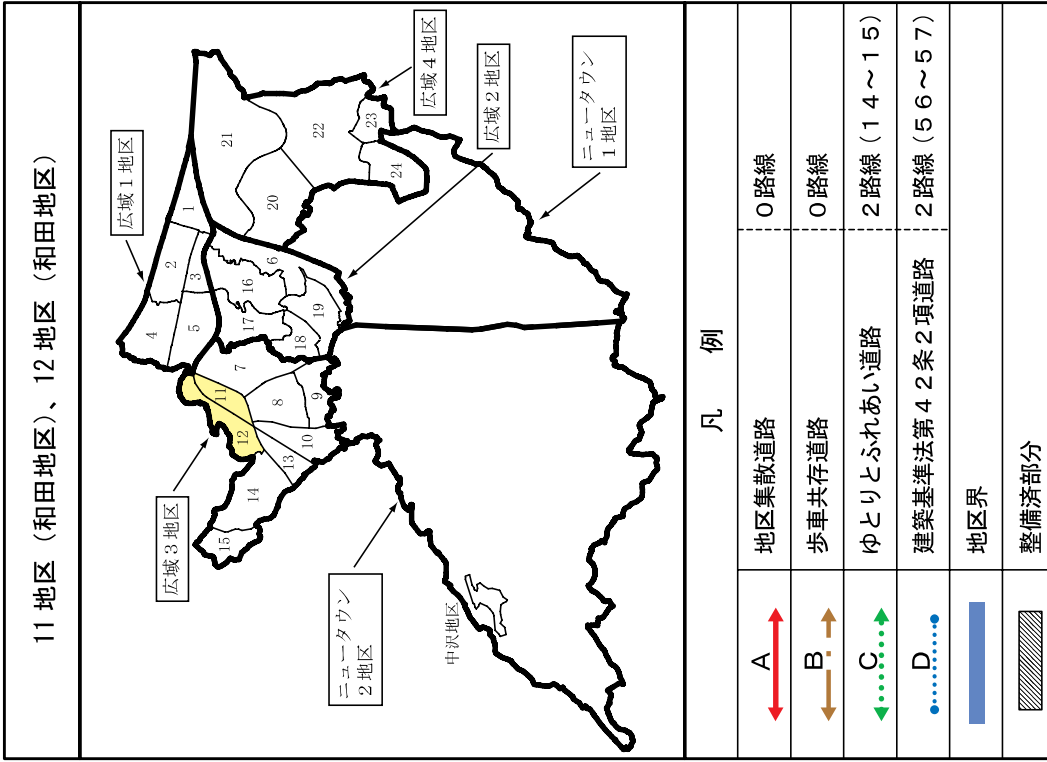 11地区（和田地区）、12地区（和田地区）
広域1地区
広域4地区
広域2地区
ニュータウン
1地区
広域3地区
ニュータウン
2地区
中沢地区
1
2
3
4
5
6
7
8
9
10
11
12
13
14
15
16
17
18
19
20
21
22
23
24
凡 例
A 地区集散道路 0路線
B 歩車共存道路 0路線
C ゆとりとふれあい道路 2路線（14～15）
D 建築基準法第42条2項道路 2路線（56～57）
地区界
整備済部分